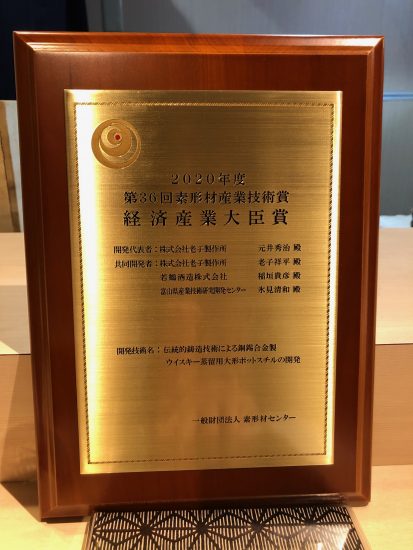 2020年度
第36回素形材産業技術賞
経済産業大臣賞
開発代表者：株式会社老子製作所 元井秀治 殿
共同開発者：株式会社老子製作所 老子祥平 殿
若鶴酒造株式会社 稲垣貴彦 殿
富山県産業技術研究開発センター 氷見清和 殿
開発技術名：伝統的鋳造技術による銅錫合金製
ウイスキー蒸留用大形ポットスチルの開発
一般財団法人 素形材センター